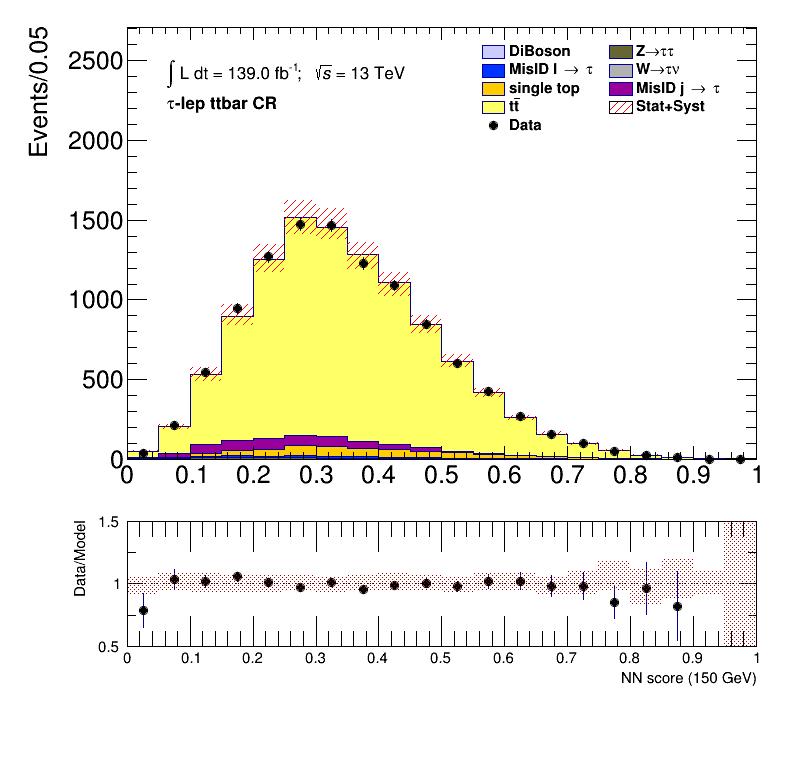 Events/0.05
2500
2000
1500
1000
500
0
∫ L dt = 139.0 fb⁻¹; √s = 13 TeV
τ-lep ttbar CR
DiBoson
MisID l → τ
single top
tt̄
Data
Z→ττ
W→τν
MisID j → τ
Stat+Syst
0 0.1 0.2 0.3 0.4 0.5 0.6 0.7 0.8 0.9 1
Data/Model
1.5
1
0.5
0 0.1 0.2 0.3 0.4 0.5 0.6 0.7 0.8 0.9 1
NN score (150 GeV)